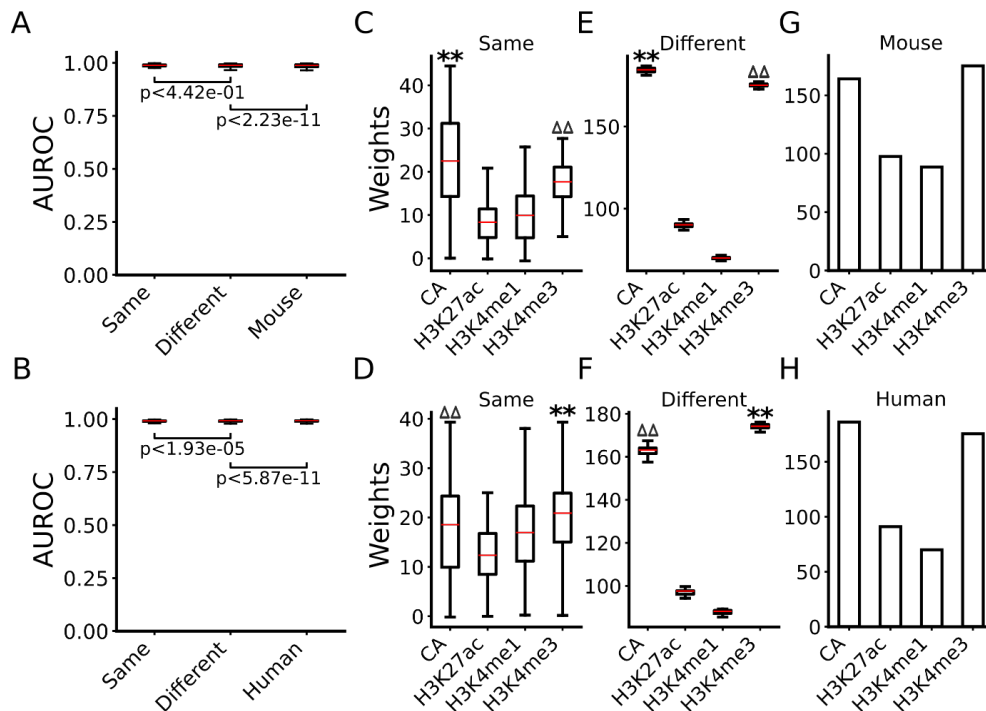 A
AUROC
1.00
0.75
0.50
0.25
0.00
p<4.42e-01
p<2.23e-11
Same
Different
Mouse
C
Same
Weights
40
30
20
10
0
**
ΔΔ
CA
H3K27ac
H3K4me1
H3K4me3
E
Different
150
100
**
ΔΔ
CA
H3K27ac
H3K4me1
H3K4me3
G
Mouse
150
100
50
0
CA
H3K27ac
H3K4me1
H3K4me3
B
AUROC
1.00
0.75
0.50
0.25
0.00
p<1.93e-05
p<5.87e-11
Same
Different
Human
D
Same
Weights
40
30
20
10
0
ΔΔ
**
CA
H3K27ac
H3K4me1
H3K4me3
F
Different
180
160
140
120
100
ΔΔ
**
CA
H3K27ac
H3K4me1
H3K4me3
H
Human
150
100
50
0
CA
H3K27ac
H3K4me1
H3K4me3